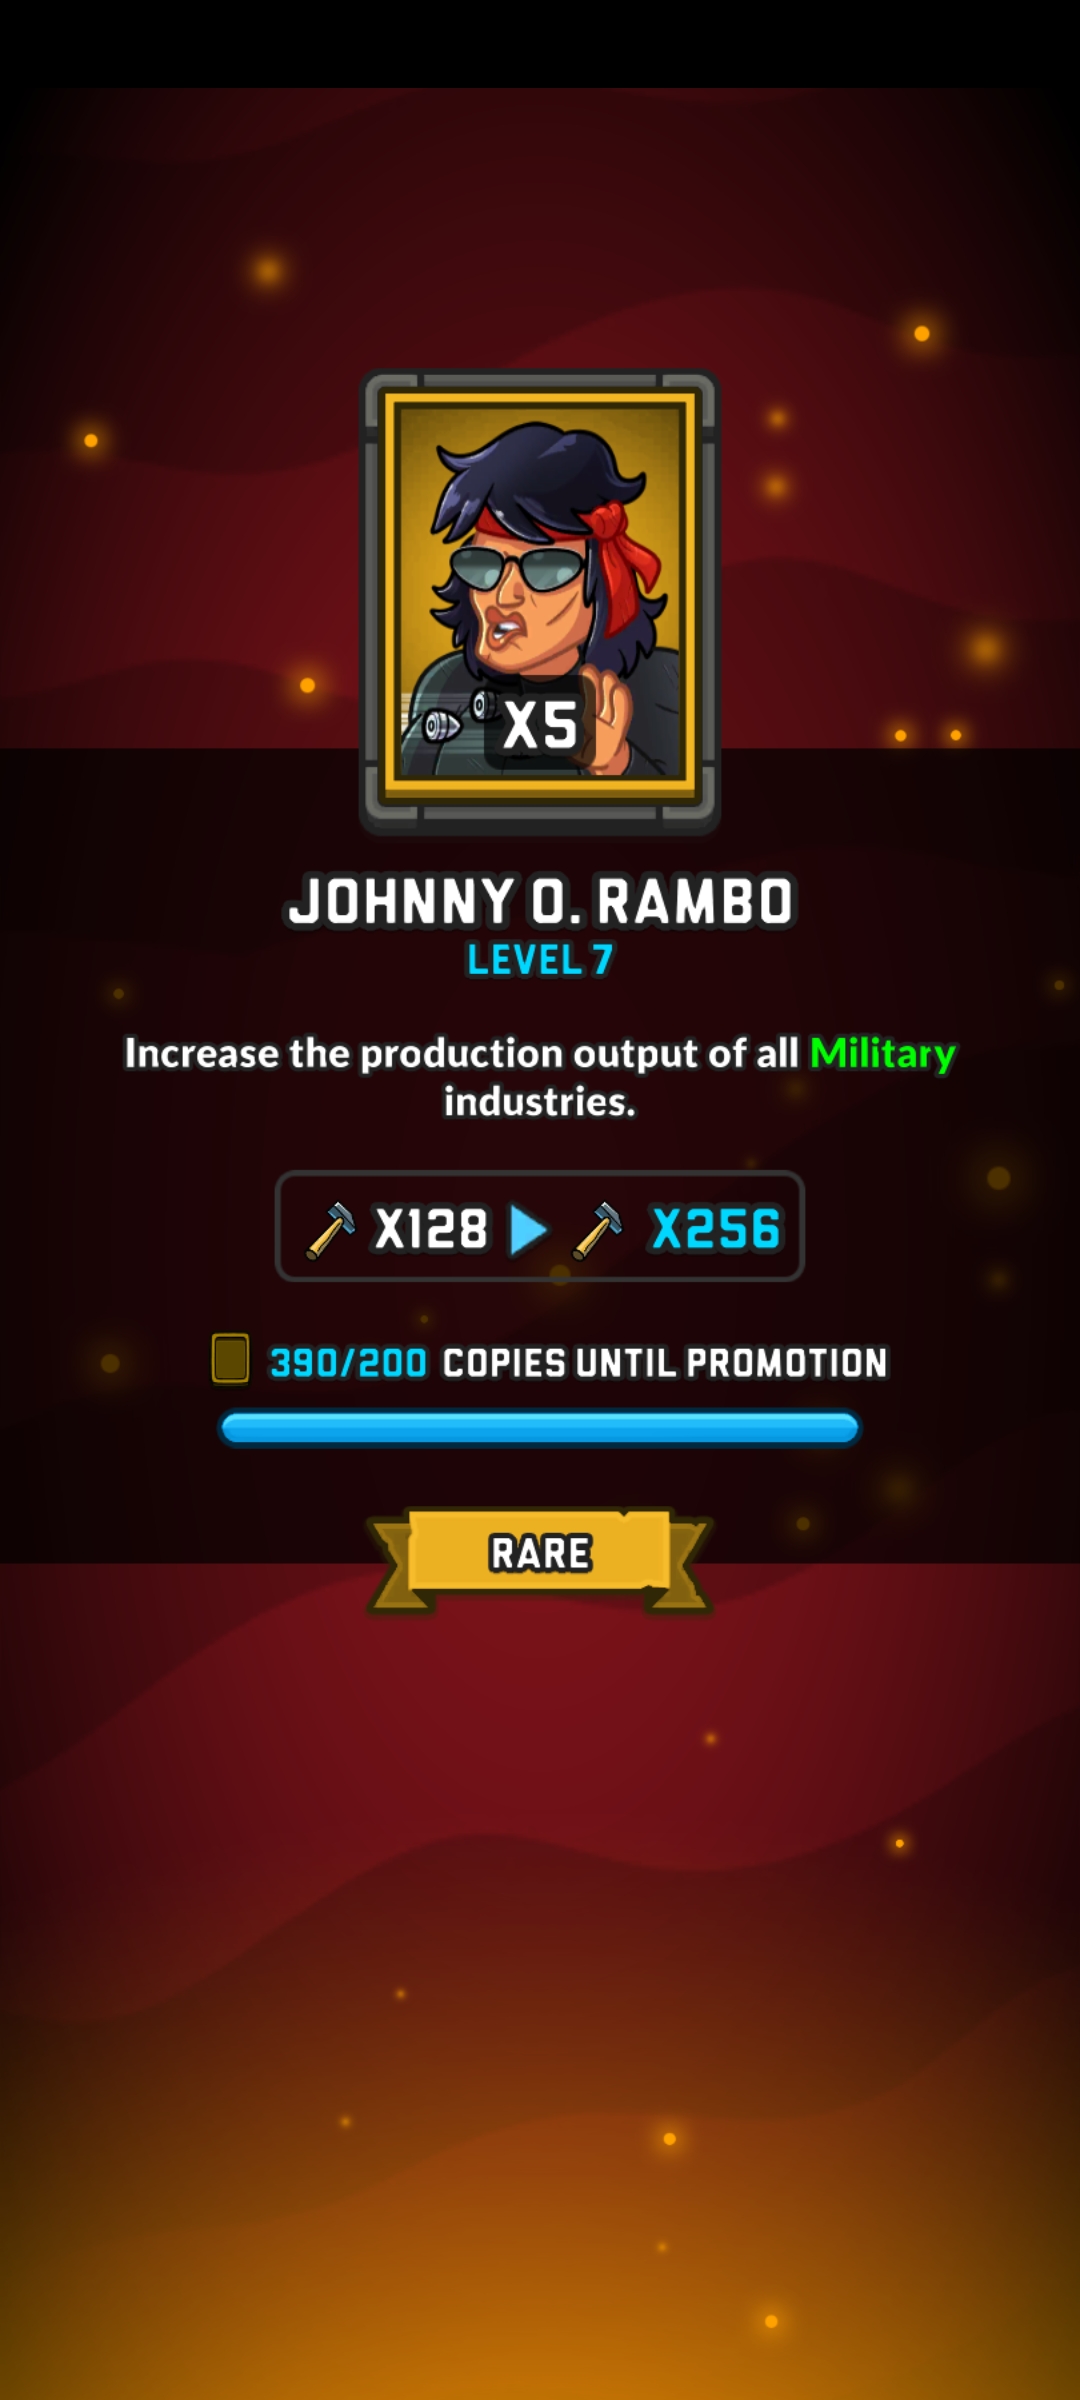 X5
JOHNNY O. RAMBO
LEVEL 7
Increase the production output of all Military
industries.
X128 X256
390/200 COPIES UNTIL PROMOTION
RARE